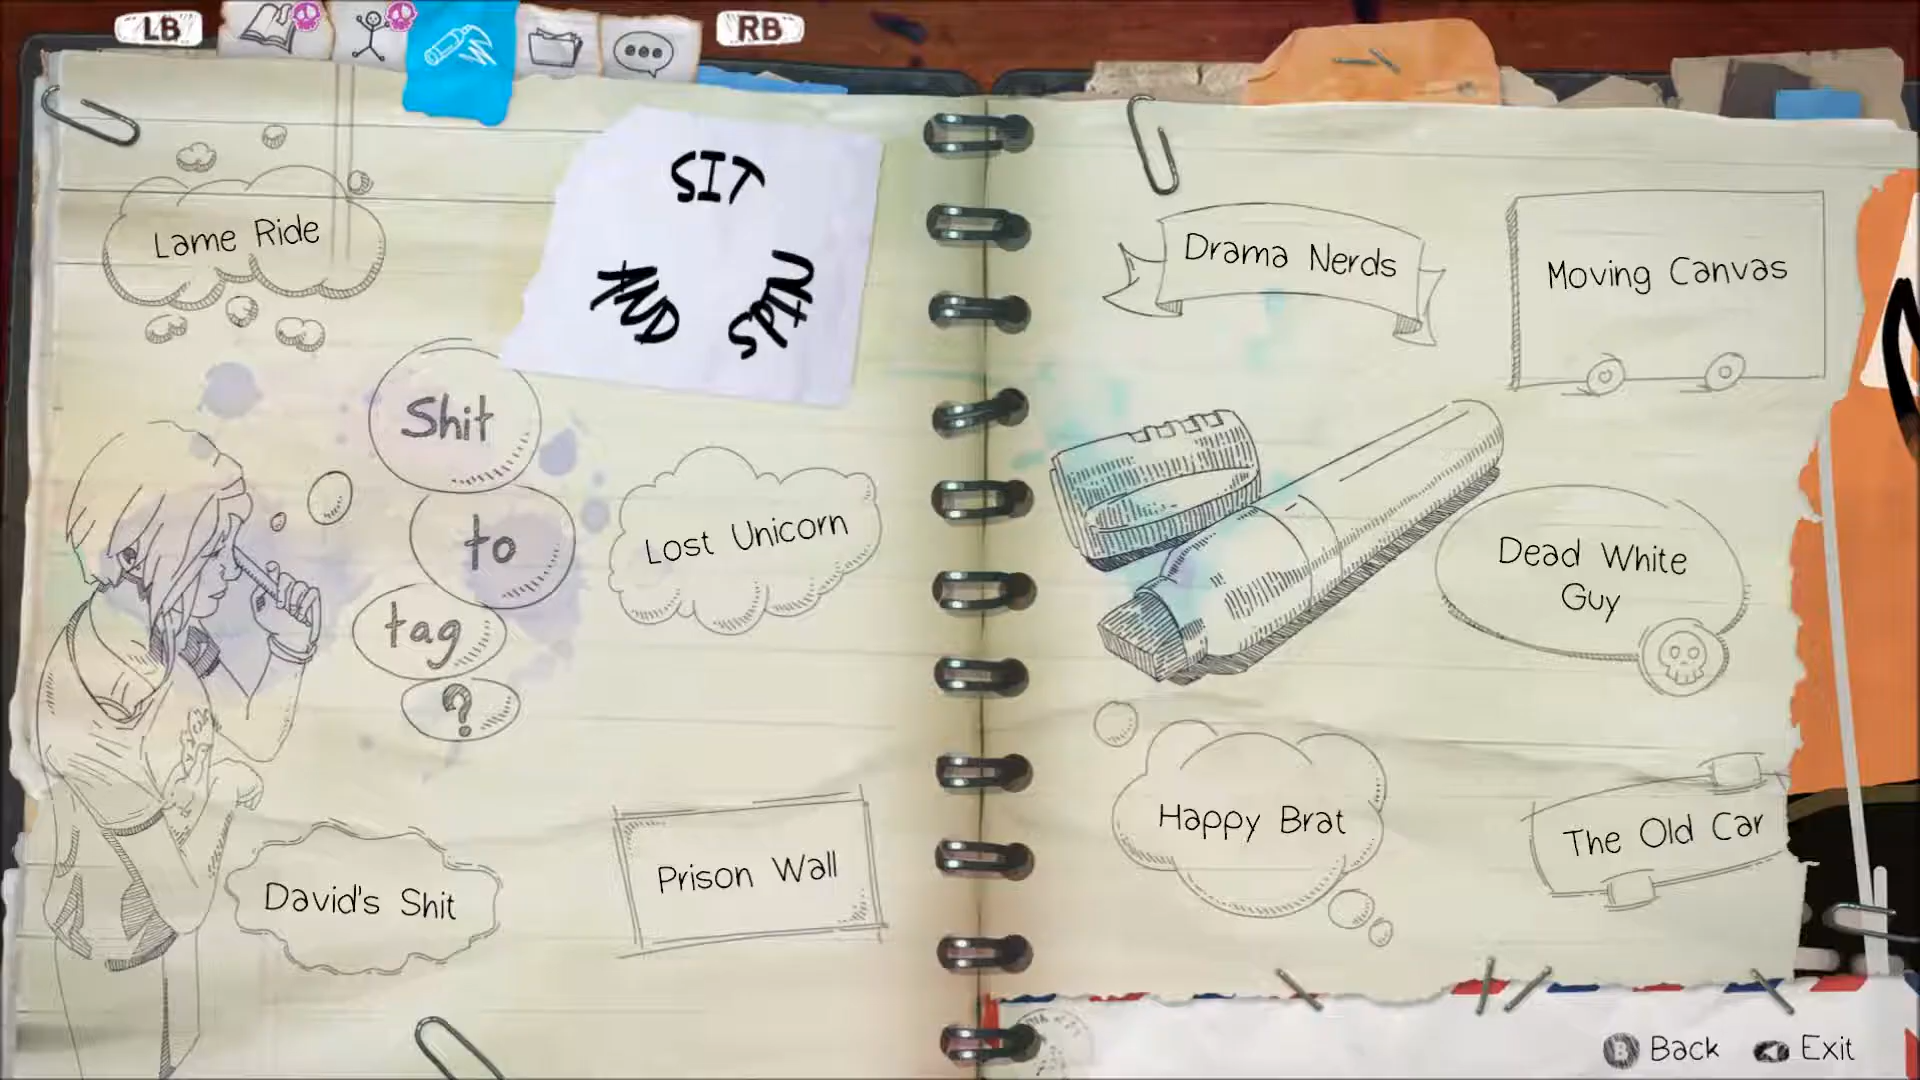 LB
RB
Lame Ride
SIT
AND
SPIN
Shit
to
tag
?
Lost Unicorn
David's Shit
Prison Wall
Drama Nerds
Moving Canvas
Dead White
Guy
Happy Brat
The Old Car
B Back
Exit